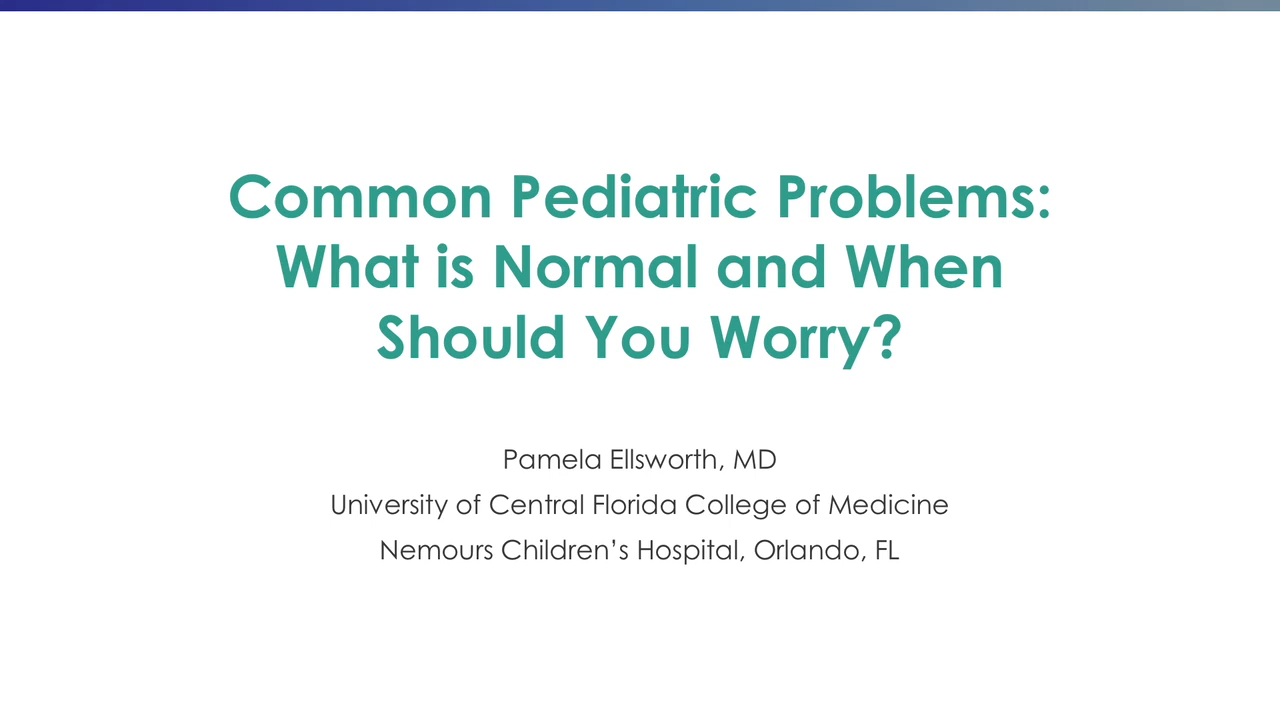 Common Pediatric Problems:
What is Normal and When
Should You Worry?
Pamela Ellsworth, MD
University of Central Florida College of Medicine
Nemours Children’s Hospital, Orlando, FL